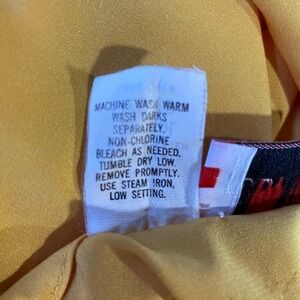 MACHINE WASH WARM
WASH DARKS
SEPARATELY.
NON-CHLORINE
BLEACH AS NEEDED.
TUMBLE DRY LOW.
REMOVE PROMPTLY.
USE STEAM IRON,
LOW SETTING.